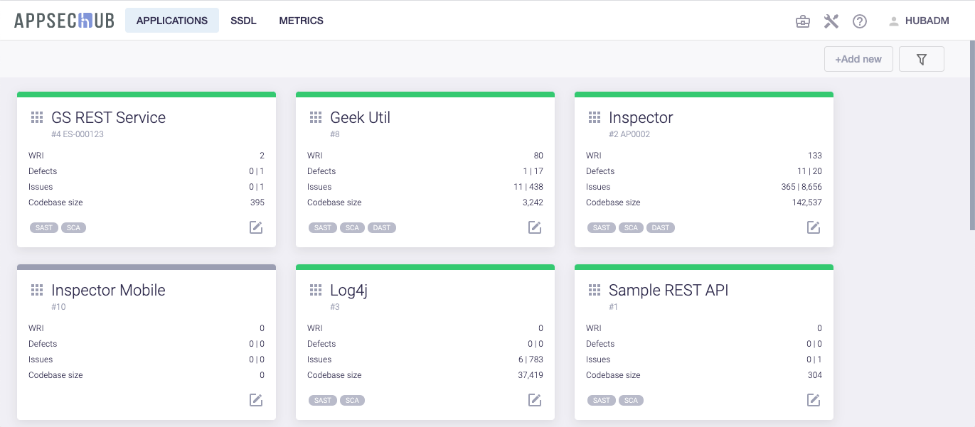 APPSECHUB APPLICATIONS SSDL METRICS HUBADM
+Add new
GS REST Service
#4 ES-000123
WRI 2
Defects 0 | 1
Issues 0 | 1
Codebase size 395
SAST SCA
Geek Util
#8
WRI 80
Defects 1 | 17
Issues 11 | 438
Codebase size 3,242
SAST SCA DAST
Inspector
#2 AP0002
WRI 133
Defects 11 | 20
Issues 365 | 8,656
Codebase size 142,537
SAST SCA DAST
Inspector Mobile
#10
WRI 0
Defects 0 | 0
Issues 0 | 0
Codebase size 0
Log4j
#3
WRI 0
Defects 0 | 0
Issues 6 | 783
Codebase size 37,419
SAST SCA
Sample REST API
#1
WRI 0
Defects 0 | 0
Issues 0 | 1
Codebase size 304
SAST SCA